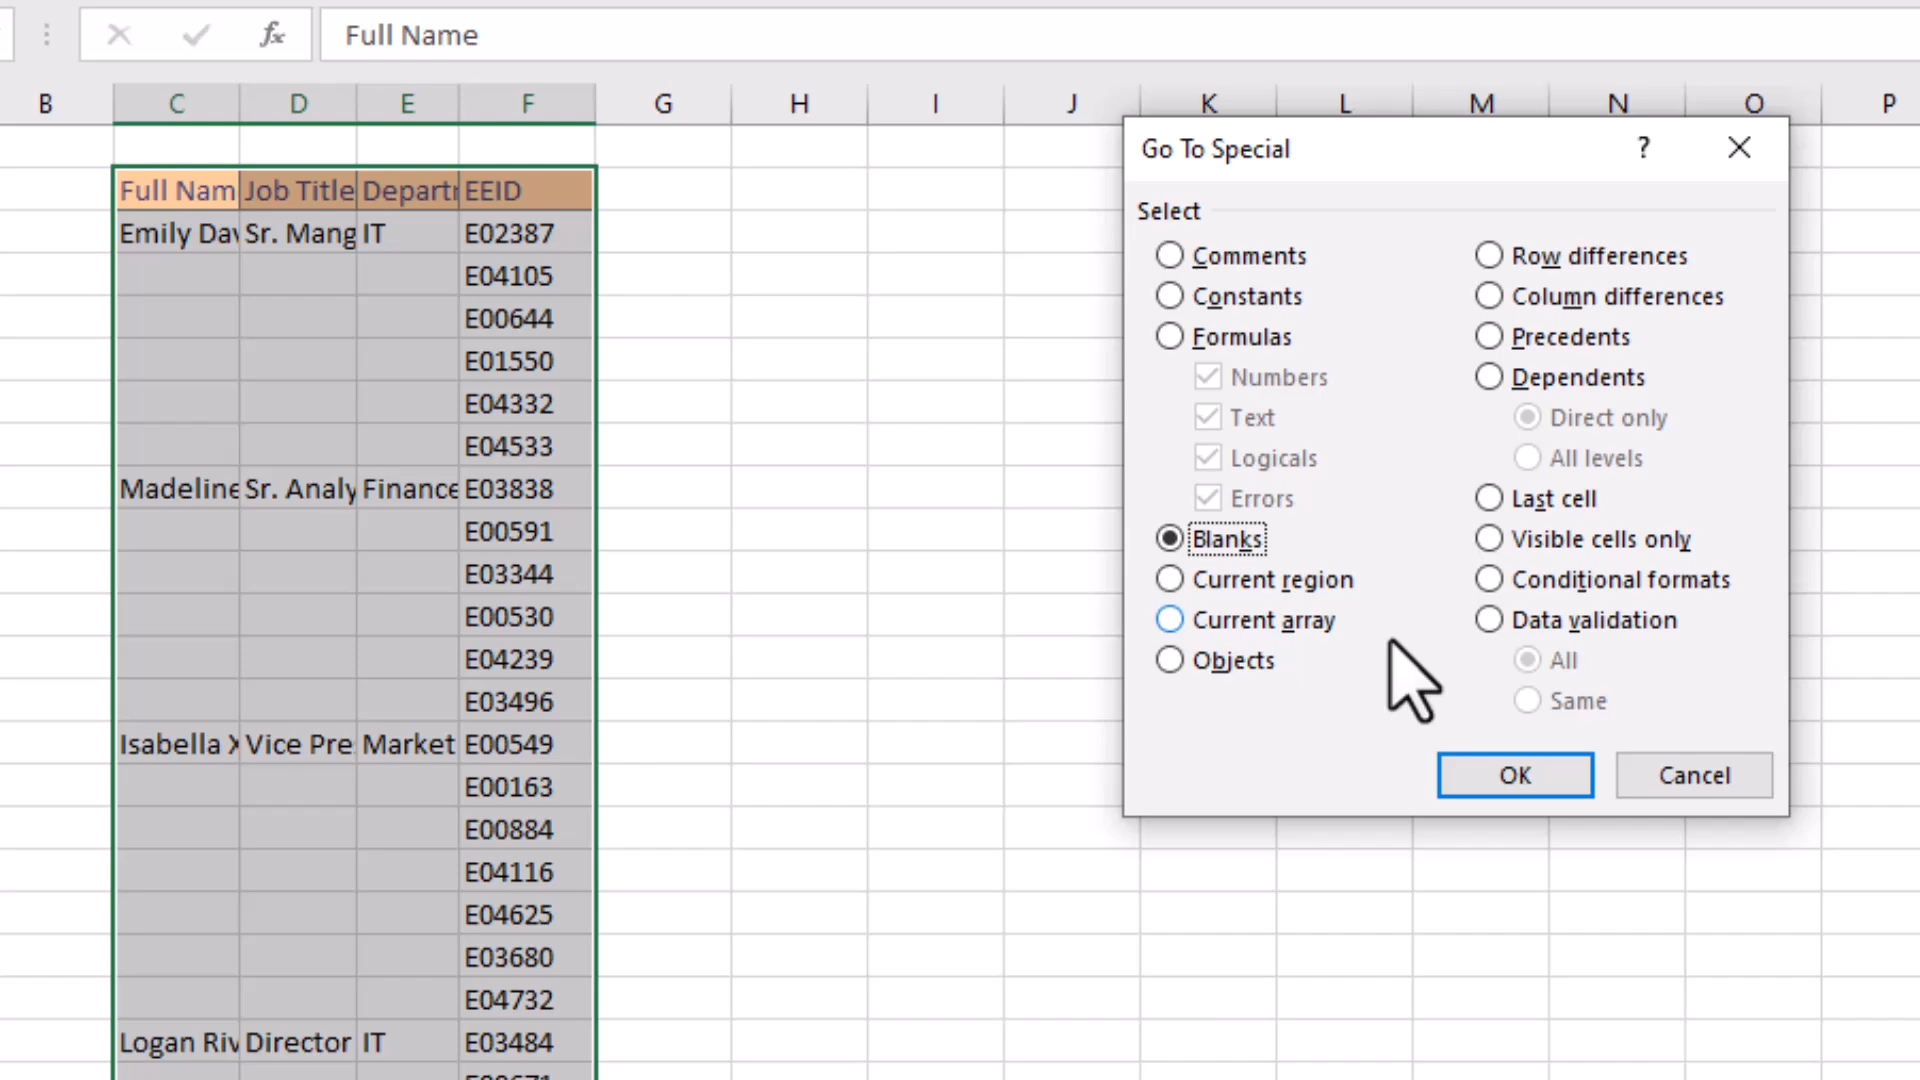 fx Full Name
B C D E F G H I J K L M N O P
Full Nam Job Title Departr EEID
Emily Dav Sr. Mang IT E02387
E04105
E00644
E01550
E04332
E04533
Madeline Sr. Analy Finance E03838
E00591
E03344
E00530
E04239
E03496
Isabella X Vice Pre Market E00549
E00163
E00884
E04116
E04625
E03680
E04732
Logan Riv Director IT E03484
Go To Special ?
Select
Comments
Constants
Formulas
Numbers
Text
Logicals
Errors
Blanks
Current region
Current array
Objects
Row differences
Column differences
Precedents
Dependents
Direct only
All levels
Last cell
Visible cells only
Conditional formats
Data validation
All
Same
OK Cancel